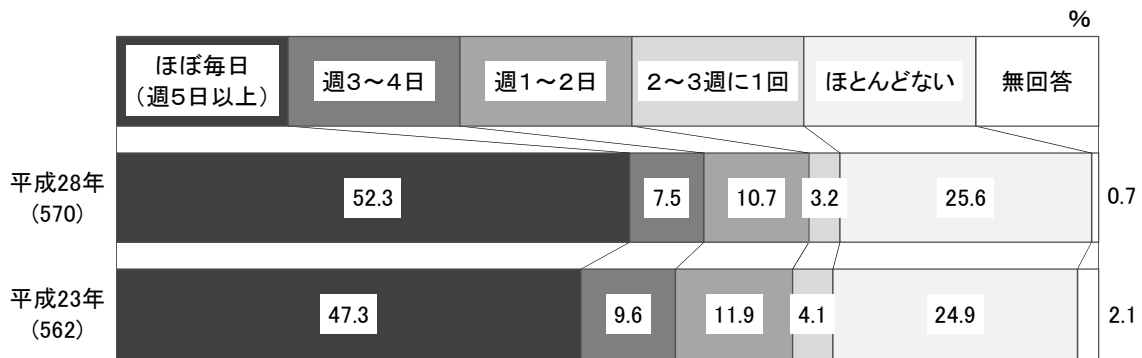 %
ほぼ毎日
（週５日以上）
週３～４日
週１～２日
２～３週に１回
ほとんどない
無回答
平成28年
(570)
52.3
7.5
10.7
3.2
25.6
0.7
平成23年
(562)
47.3
9.6
11.9
4.1
24.9
2.1